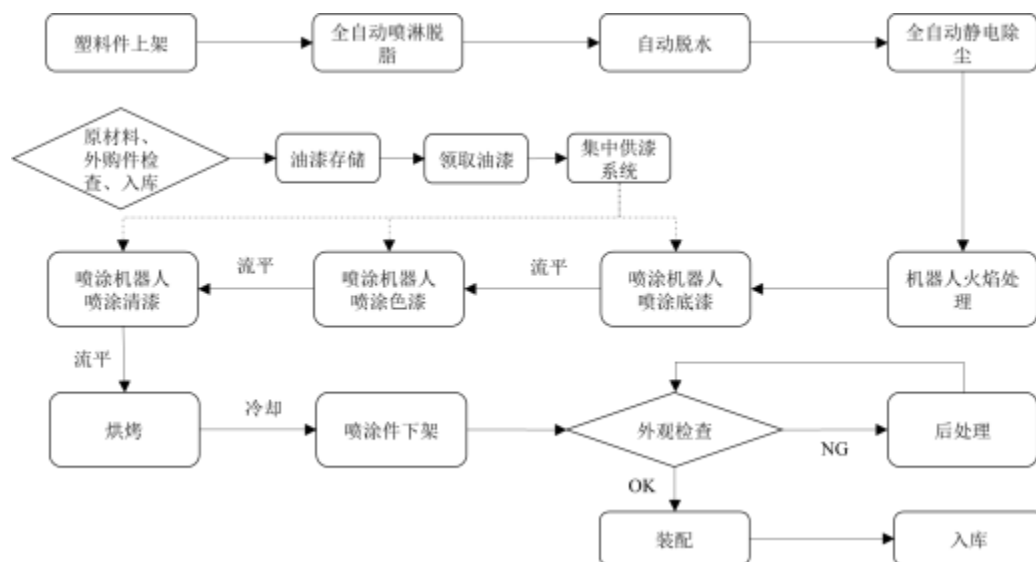 塑料件上架
全自动喷淋脱
脂
自动脱水
全自动静电除
尘
原材料、
外购件检
查、入库
油漆存储
领取油漆
集中供漆
系统
喷涂机器人
喷涂清漆
流平
喷涂机器人
喷涂色漆
流平
喷涂机器人
喷涂底漆
机器人火焰处
理
流平
烘烤
冷却
喷涂件下架
外观检查
NG
后处理
OK
装配
入库